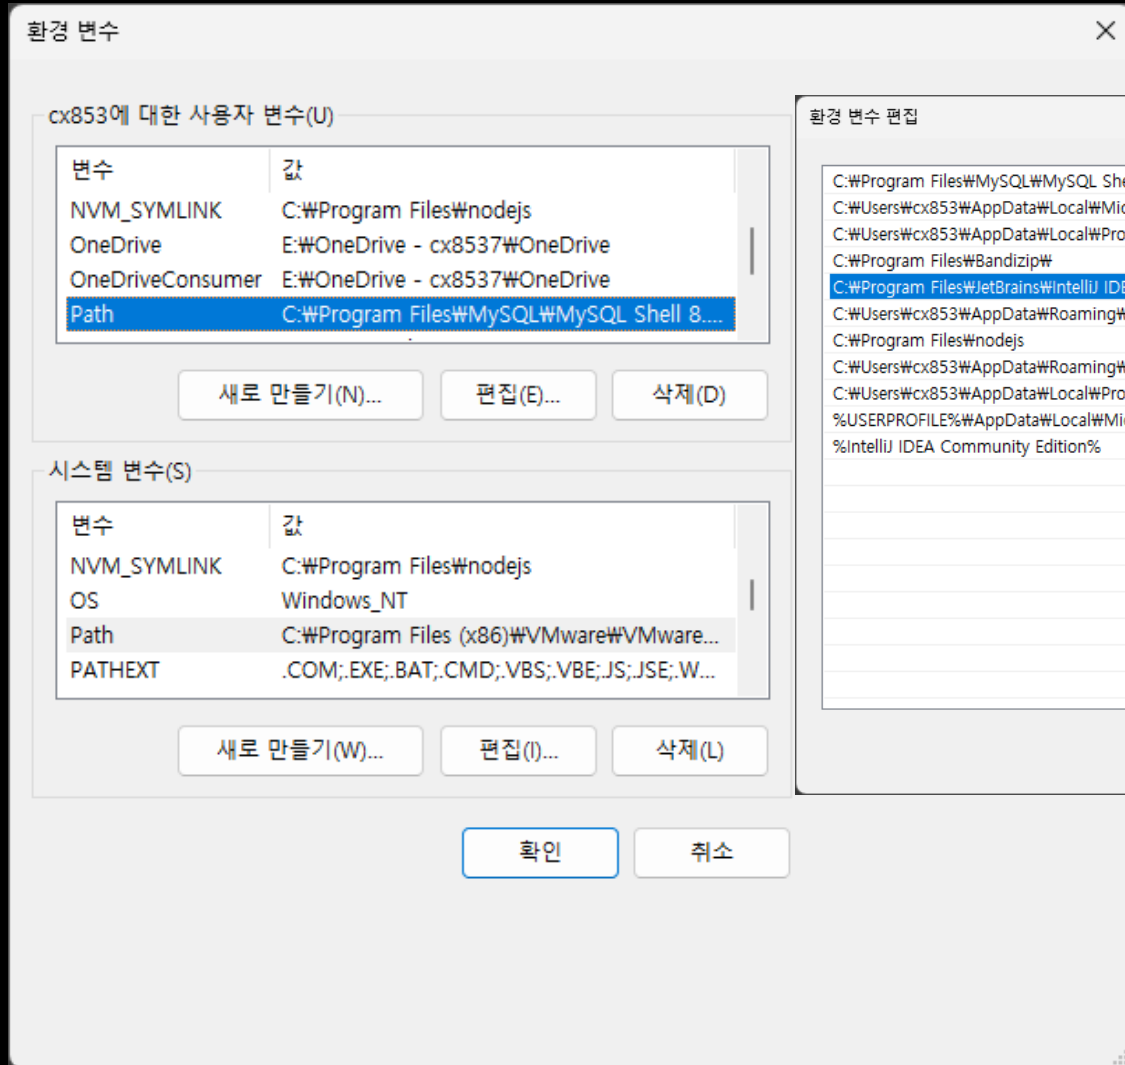 환경 변수
cx853에 대한 사용자 변수(U)
변수 값
NVM_SYMLINK C:₩Program Files₩nodejs
OneDrive E:₩OneDrive - cx8537₩OneDrive
OneDriveConsumer E:₩OneDrive - cx8537₩OneDrive
Path C:₩Program Files₩MySQL₩MySQL Shell 8....
새로 만들기(N)... 편집(E)... 삭제(D)
시스템 변수(S)
변수 값
NVM_SYMLINK C:₩Program Files₩nodejs
OS Windows_NT
Path C:₩Program Files (x86)₩VMware₩VMware...
PATHEXT .COM;.EXE;.BAT;.CMD;.VBS;.VBE;.JS;.JSE;.W...
새로 만들기(W)... 편집(I)... 삭제(L)
확인 취소
환경 변수 편집
C:₩Program Files₩MySQL₩MySQL She
C:₩Users₩cx853₩AppData₩Local₩Mic
C:₩Users₩cx853₩AppData₩Local₩Pro
C:₩Program Files₩Bandizip₩
C:₩Program Files₩JetBrains₩IntelliJ IDE
C:₩Users₩cx853₩AppData₩Roaming₩
C:₩Program Files₩nodejs
C:₩Users₩cx853₩AppData₩Roaming₩
C:₩Users₩cx853₩AppData₩Local₩Pro
%USERPROFILE%₩AppData₩Local₩Mi
%IntelliJ IDEA Community Edition%